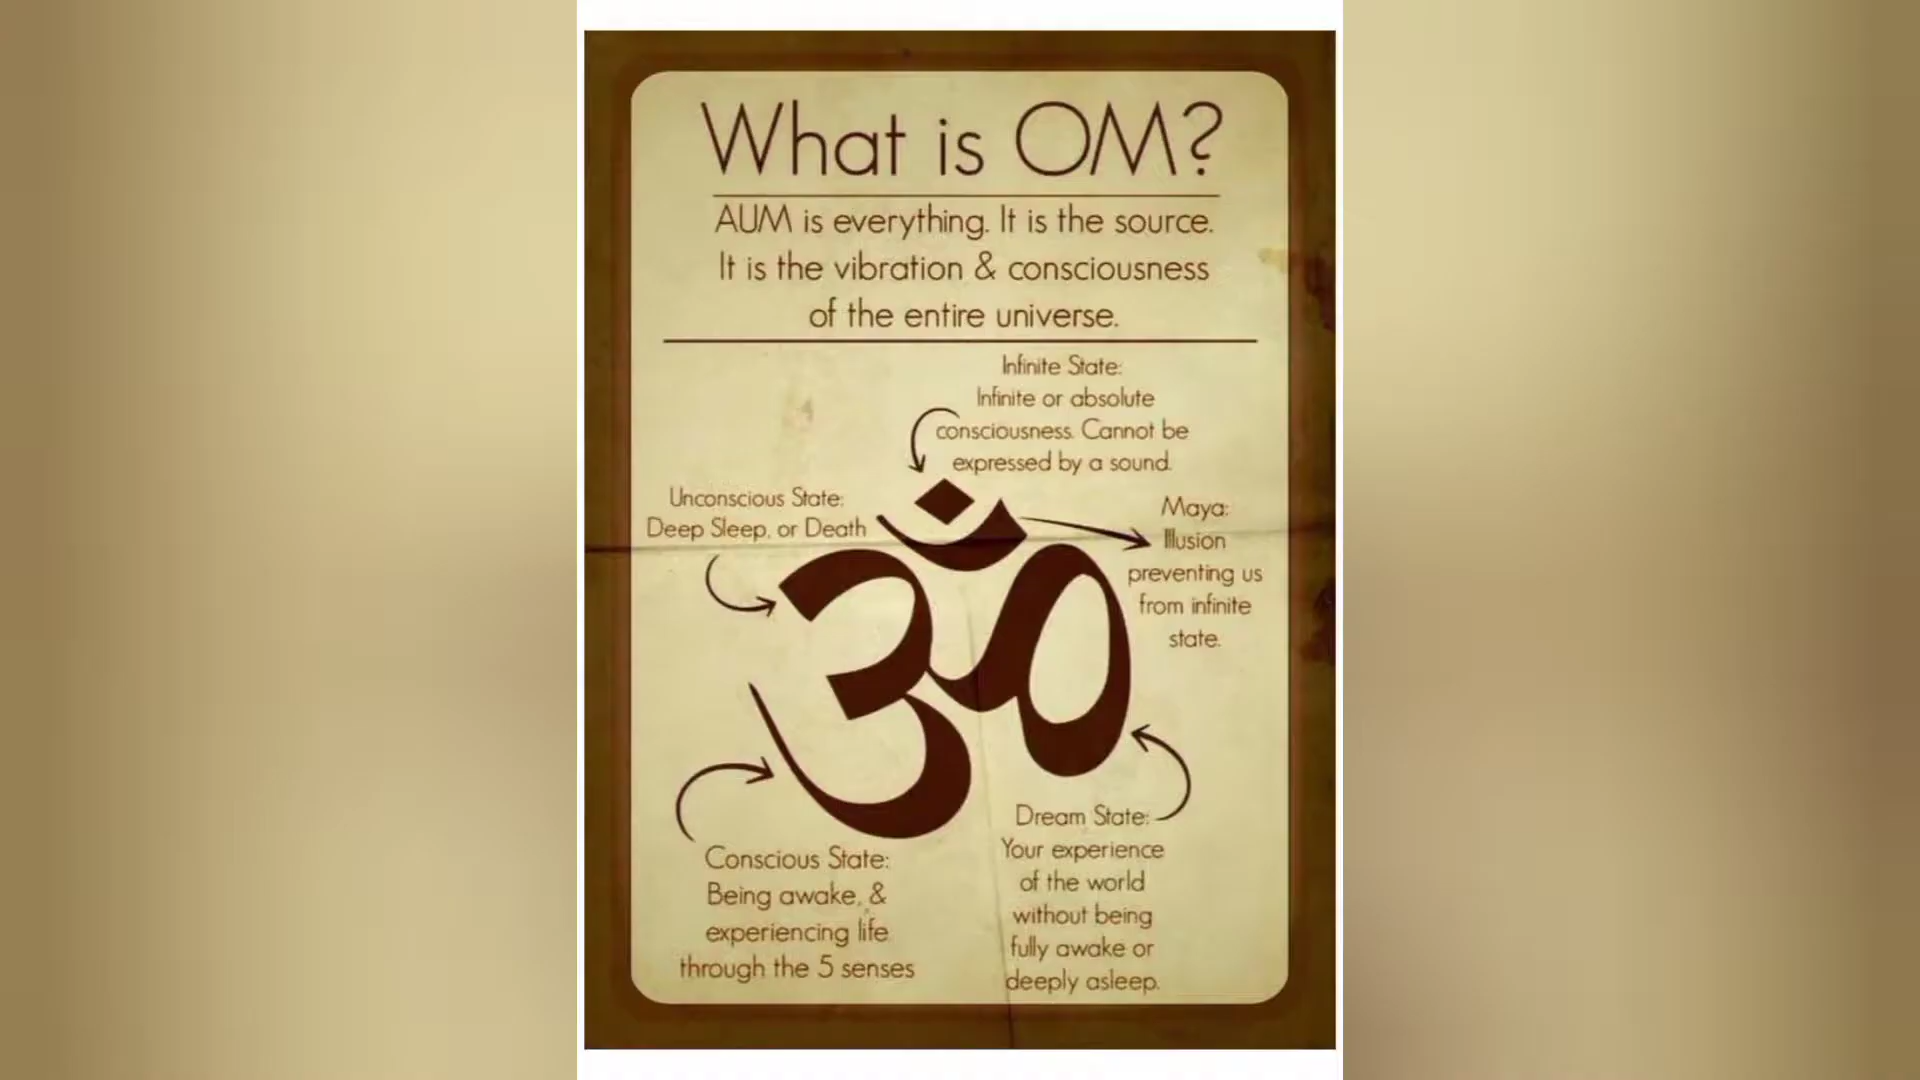 What is OM?
AUM is everything. It is the source.
It is the vibration & consciousness
of the entire universe.
Infinite State:
Infinite or absolute
consciousness. Cannot be
expressed by a sound.
Unconscious State:
Deep Sleep, or Death
Maya:
Illusion
preventing us
from infinite
state.
ॐ
Conscious State:
Being awake, &
experiencing life
through the 5 senses
Dream State:
Your experience
of the world
without being
fully awake or
deeply asleep.